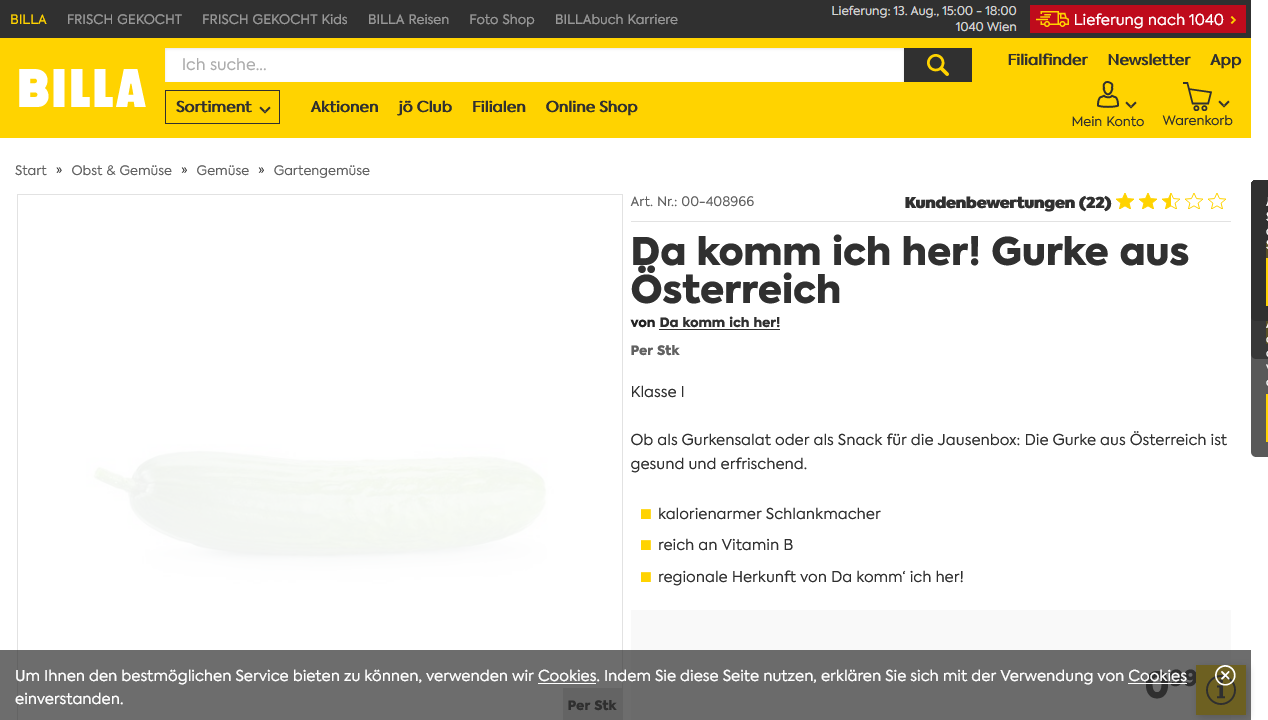 BILLA FRISCH GEKOCHT FRISCH GEKOCHT Kids BILLA Reisen Foto Shop BILLAbuch Karriere
Lieferung: 13. Aug., 15:00 - 18:00
1040 Wien
Lieferung nach 1040
BILLA
Ich suche...
Filialfinder Newsletter App
Sortiment Aktionen jö Club Filialen Online Shop
Mein Konto Warenkorb
Start » Obst & Gemüse » Gemüse » Gartengemüse
Art. Nr.: 00-408966
Kundenbewertungen (22)
Da komm ich her! Gurke aus
Österreich
von Da komm ich her!
Per Stk
Klasse I
Ob als Gurkensalat oder als Snack für die Jausenbox: Die Gurke aus Österreich ist
gesund und erfrischend.
kalorienarmer Schlankmacher
reich an Vitamin B
regionale Herkunft von Da komm‘ ich her!
Um Ihnen den bestmöglichen Service bieten zu können, verwenden wir Cookies. Indem Sie diese Seite nutzen, erklären Sie sich mit der Verwendung von Cookies
einverstanden.
Per Stk